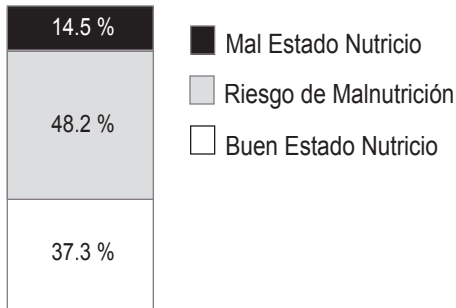 14.5 %
48.2 %
37.3 %
Mal Estado Nutricio
Riesgo de Malnutrición
Buen Estado Nutricio